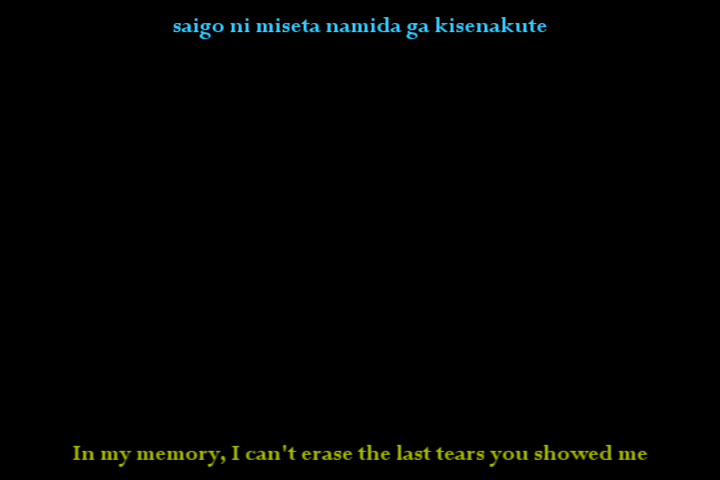 saigo ni miseta namida ga kisenakute
In my memory, I can't erase the last tears you showed me